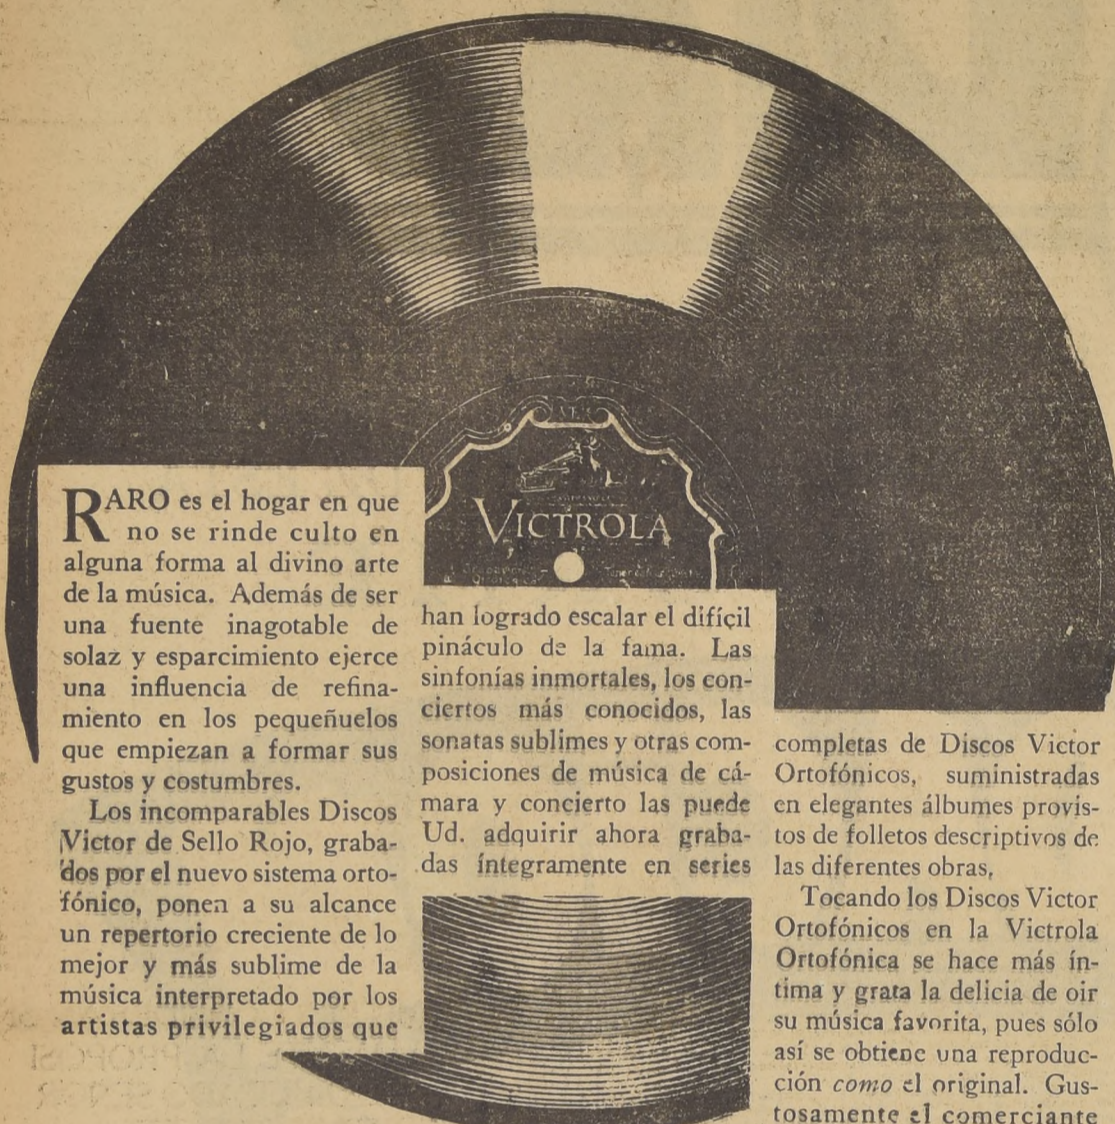 VICTROLA
RARO es el hogar en que
no se rinde culto en
alguna forma al divino arte
de la música. Además de ser
una fuente inagotable de
solaz y esparcimiento ejerce
una influencia de refina-
miento en los pequeñuelos
que empiezan a formar sus
gustos y costumbres.
Los incomparables Discos
Victor de Sello Rojo, graba-
dos por el nuevo sistema orto-
fónico, ponen a su alcance
un repertorio creciente de lo
mejor y más sublime de la
música interpretado por los
artistas privilegiados que
han logrado escalar el difícil
pináculo de la fama. Las
sinfonías inmortales, los con-
ciertos más conocidos, las
sonatas sublimes y otras com-
posiciones de música de cá-
mara y concierto las puede
Ud. adquirir ahora graba-
das íntegramente en series
completas de Discos Victor
Ortofónicos, suministradas
en elegantes álbumes provis-
tos de folletos descriptivos de
las diferentes obras,
Tocando los Discos Victor
Ortofónicos en la Victrola
Ortofónica se hace más ín-
tima y grata la delicia de oir
su música favorita, pues sólo
así se obtiene una reproduc-
ción como el original. Gus-
tosamente el comerciante